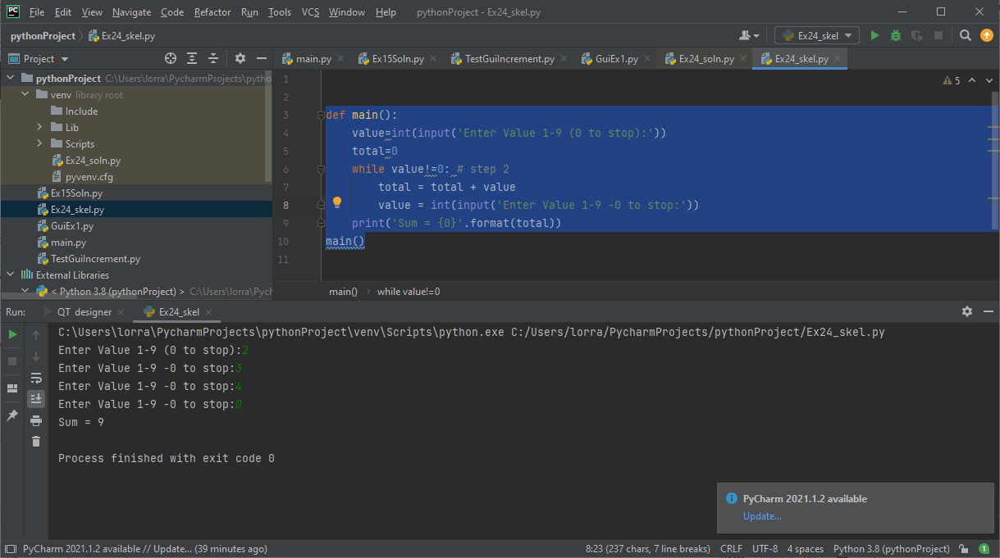 PC File Edit View Navigate Code Refactor Run Tools VCS Window Help pythonProject - Ex24_skel.py
pythonProject Ex24_skel.py
Ex24_skel
Project
main.py Ex15Soln.py TestGuiIncrement.py GuiEx1.py Ex24_soln.py Ex24_skel.py
pythonProject C:\Users\lorra\PycharmProjects\pytho
venv library root
Include
Lib
Scripts
Ex24_soln.py
pyvenv.cfg
Ex15Soln.py
Ex24_skel.py
GuiEx1.py
main.py
TestGuiIncrement.py
External Libraries
< Python 3.8 (pythonProject) > C:\Users\lorra\Pych
5
1
2
3 def main():
4 value=int(input('Enter Value 1-9 (0 to stop):'))
5 total=0
6 while value!=0: # step 2
7 total = total + value
8 value = int(input('Enter Value 1-9 -0 to stop:'))
9 print('Sum = {0}'.format(total))
10 main()
11
main() while value!=0
Run: QT designer Ex24_skel
C:\Users\lorra\PycharmProjects\pythonProject\venv\Scripts\python.exe C:/Users/lorra/PycharmProjects/pythonProject/Ex24_skel.py
Enter Value 1-9 (0 to stop):2
Enter Value 1-9 -0 to stop:3
Enter Value 1-9 -0 to stop:4
Enter Value 1-9 -0 to stop:0
Sum = 9
Process finished with exit code 0
PyCharm 2021.1.2 available
Update...
PyCharm 2021.1.2 available // Update... (39 minutes ago) 8:23 (237 chars, 7 line breaks) CRLF UTF-8 4 spaces Python 3.8 (pythonProject) 1